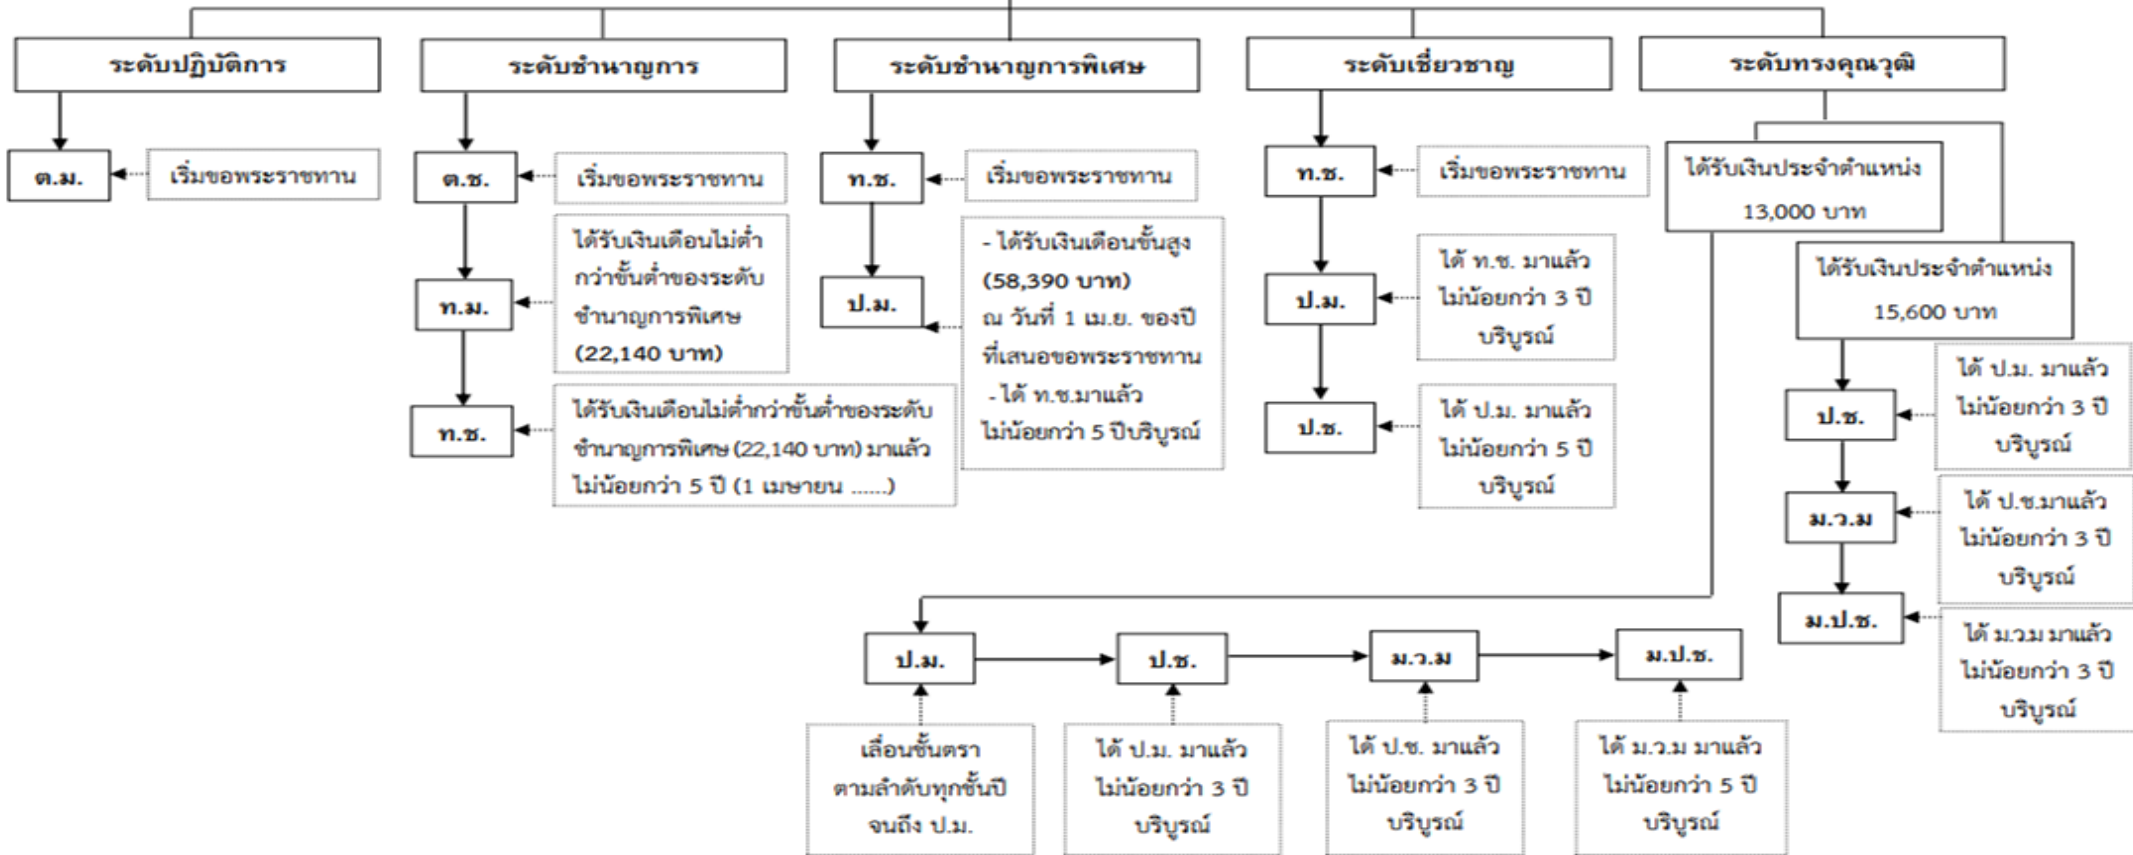 ระดับปฏิบัติการ
ต.ม.
เริ่มขอพระราชทาน
ระดับชำนาญการ
ต.ช.
เริ่มขอพระราชทาน
ท.ม.
ได้รับเงินเดือนไม่ต่ำ
กว่าขั้นต่ำของระดับ
ชำนาญการพิเศษ
(22,140 บาท)
ท.ช.
ได้รับเงินเดือนไม่ต่ำกว่าขั้นต่ำของระดับ
ชำนาญการพิเศษ (22,140 บาท) มาแล้ว
ไม่น้อยกว่า 5 ปี (1 เมษายน ......)
ระดับชำนาญการพิเศษ
ท.ช.
เริ่มขอพระราชทาน
ป.ม.
- ได้รับเงินเดือนขั้นสูง
(58,390 บาท)
ณ วันที่ 1 เม.ย. ของปี
ที่เสนอขอพระราชทาน
- ได้ ท.ช.มาแล้ว
ไม่น้อยกว่า 5 ปีบริบูรณ์
ระดับเชี่ยวชาญ
ท.ช.
เริ่มขอพระราชทาน
ป.ม.
ได้ ท.ช. มาแล้ว
ไม่น้อยกว่า 3 ปี
บริบูรณ์
ป.ช.
ได้ ป.ม. มาแล้ว
ไม่น้อยกว่า 5 ปี
บริบูรณ์
ระดับทรงคุณวุฒิ
ได้รับเงินประจำตำแหน่ง
13,000 บาท
ได้รับเงินประจำตำแหน่ง
15,600 บาท
ป.ช.
ได้ ป.ม. มาแล้ว
ไม่น้อยกว่า 3 ปี
บริบูรณ์
ม.ว.ม
ได้ ป.ช.มาแล้ว
ไม่น้อยกว่า 3 ปี
บริบูรณ์
ม.ป.ช.
ได้ ม.ว.ม มาแล้ว
ไม่น้อยกว่า 3 ปี
บริบูรณ์
ป.ม.
ป.ช.
ม.ว.ม
ม.ป.ช.
เลื่อนชั้นตรา
ตามลำดับทุกชั้นปี
จนถึง ป.ม.
ได้ ป.ม. มาแล้ว
ไม่น้อยกว่า 3 ปี
บริบูรณ์
ได้ ป.ช. มาแล้ว
ไม่น้อยกว่า 3 ปี
บริบูรณ์
ได้ ม.ว.ม มาแล้ว
ไม่น้อยกว่า 5 ปี
บริบูรณ์